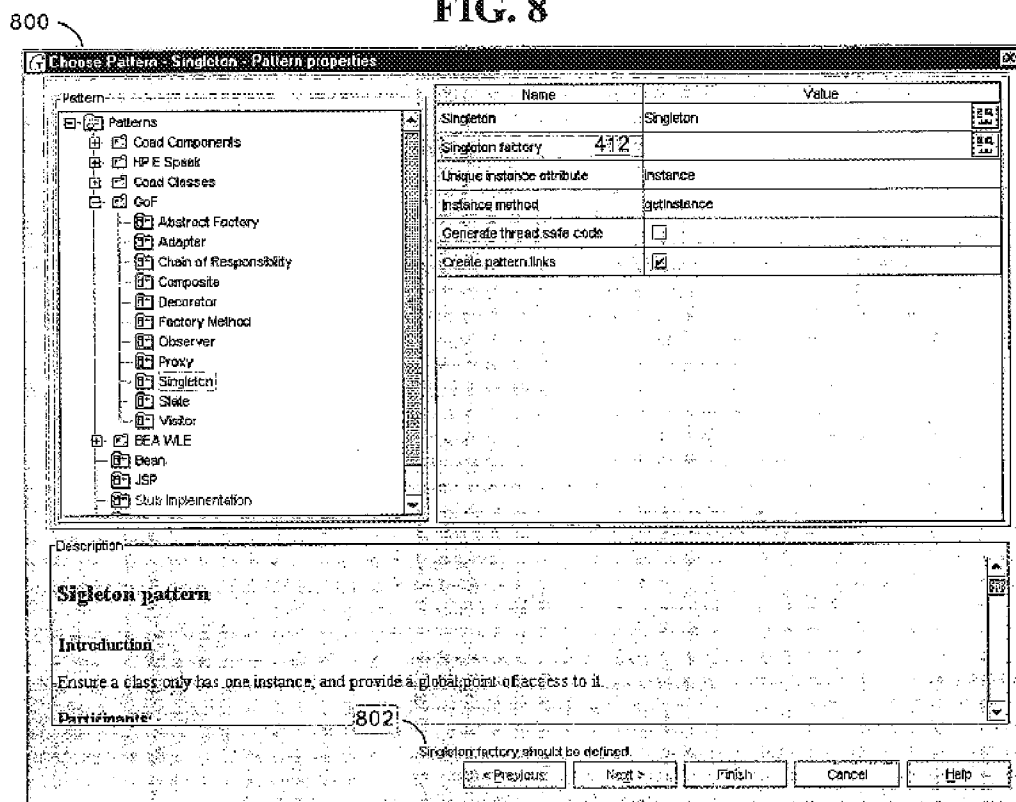 FIG. 8
800
Choose Pattern - Singleton - Pattern properties
Pattern
Patterns
Coad Components
HPE Speak
Coad Classes
GoF
Abstract Factory
Adapter
Chain of Responsibility
Composite
Decorator
Factory Method
Observer
Proxy
Singleton
State
Visitor
BEA WLE
Bean
JSP
Stub Implementation
Name Value
Singleton Singleton
Singleton factory 412
Unique instance attribute instance
Instance method getInstance
Generate thread safe code
Create pattern links
Description
Sigleton pattern
Introduction
Ensure a class only has one instance, and provide a global point of access to it.
Participants
802
Singleton factory should be defined.
< Previous Next > Finish Cancel Help